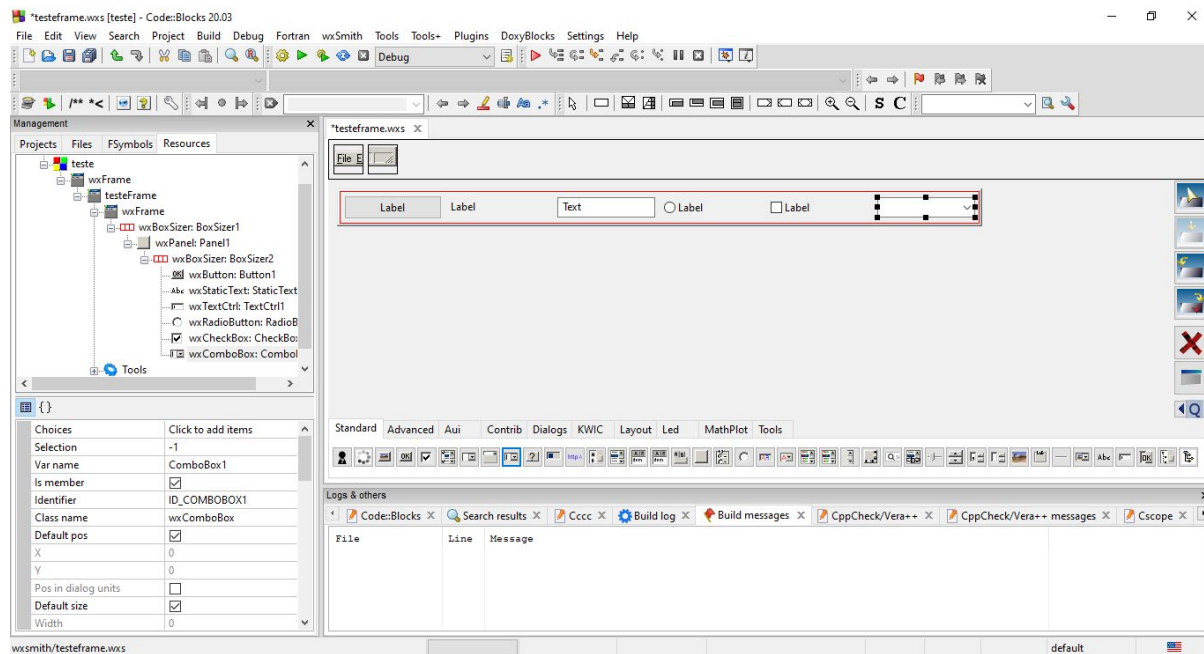 *testeframe.wxs [teste] - Code::Blocks 20.03
File Edit View Search Project Build Debug Fortran wxSmith Tools Tools+ Plugins DoxyBlocks Settings Help
Debug
/** *<
S C
Management
*testeframe.wxs
Projects Files FSymbols Resources
teste
wxFrame
testeFrame
wxFrame
wxBoxSizer: BoxSizer1
wxPanel: Panel1
wxBoxSizer: BoxSizer2
wxButton: Button1
wxStaticText: StaticText
wxTextCtrl: TextCtrl1
wxRadioButton: RadioB
wxCheckBox: CheckBo
wxComboBox: Combo
Tools
File E
Label Label Text Label Label
{}
Choices Click to add items
Selection -1
Var name ComboBox1
Is member
Identifier ID_COMBOBOX1
Class name wxComboBox
Default pos
X 0
Y 0
Pos in dialog units
Default size
Width 0
Q
Standard Advanced Aui Contrib Dialogs KWIC Layout Led MathPlot Tools
Logs & others
Code::Blocks Search results Cccc Build log Build messages CppCheck/Vera++ CppCheck/Vera++ messages Cscope
File Line Message
wxsmith/testeframe.wxs default